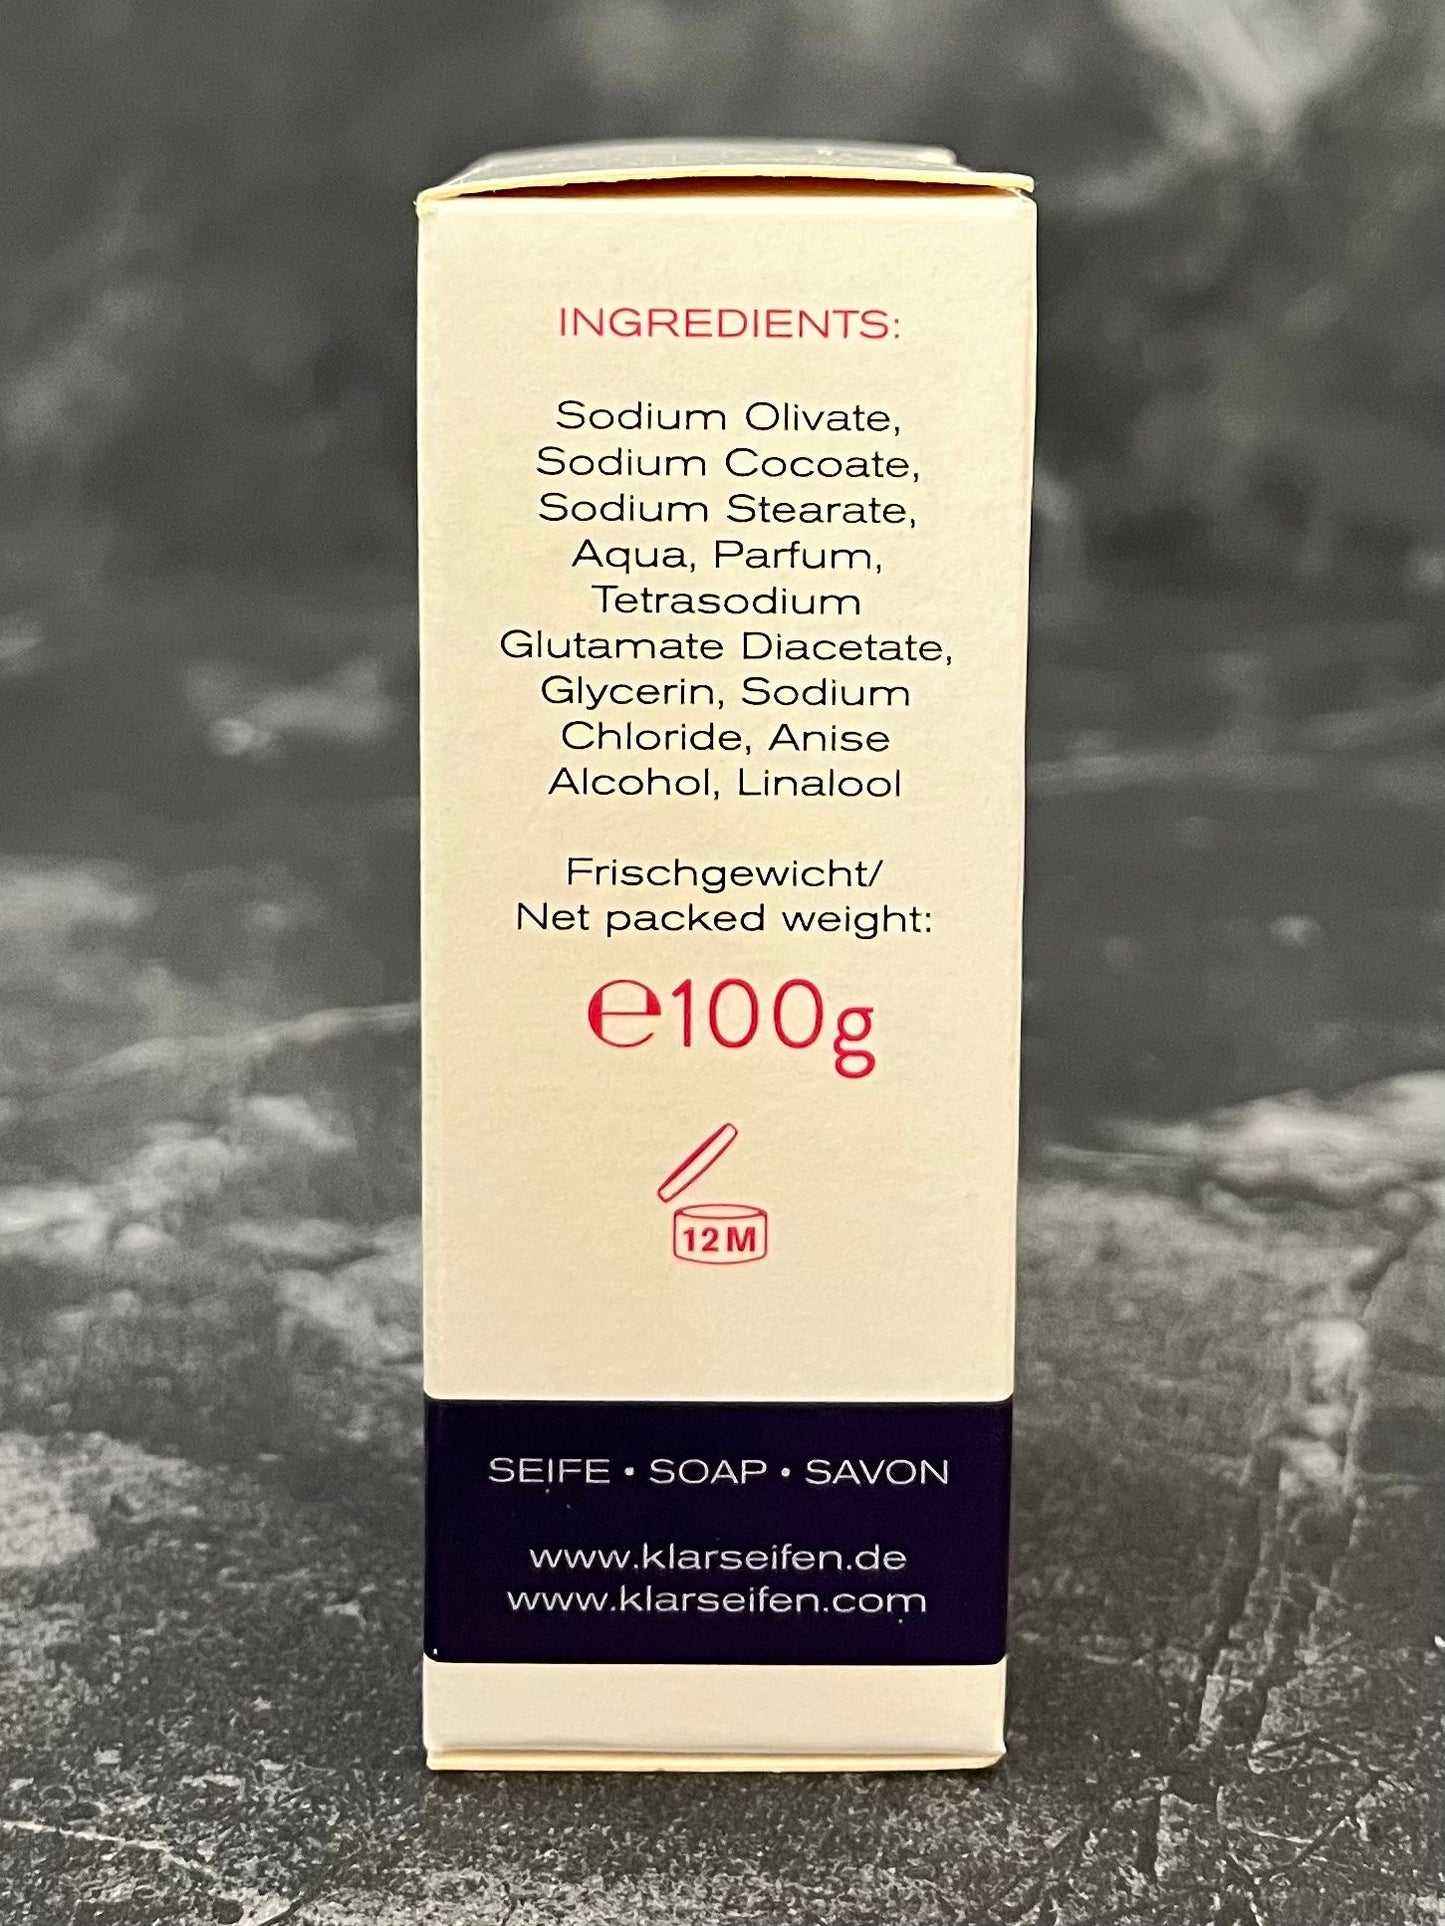 INGREDIENTS:
Sodium Olivate,
Sodium Cocoate,
Sodium Stearate,
Aqua, Parfum,
Tetrasodium
Glutamate Diacetate,
Glycerin, Sodium
Chloride, Anise
Alcohol, Linalool
Frischgewicht/
Net packed weight:
℮100g
12M
SEIFE • SOAP • SAVON
www.klarseifen.de
www.klarseifen.com